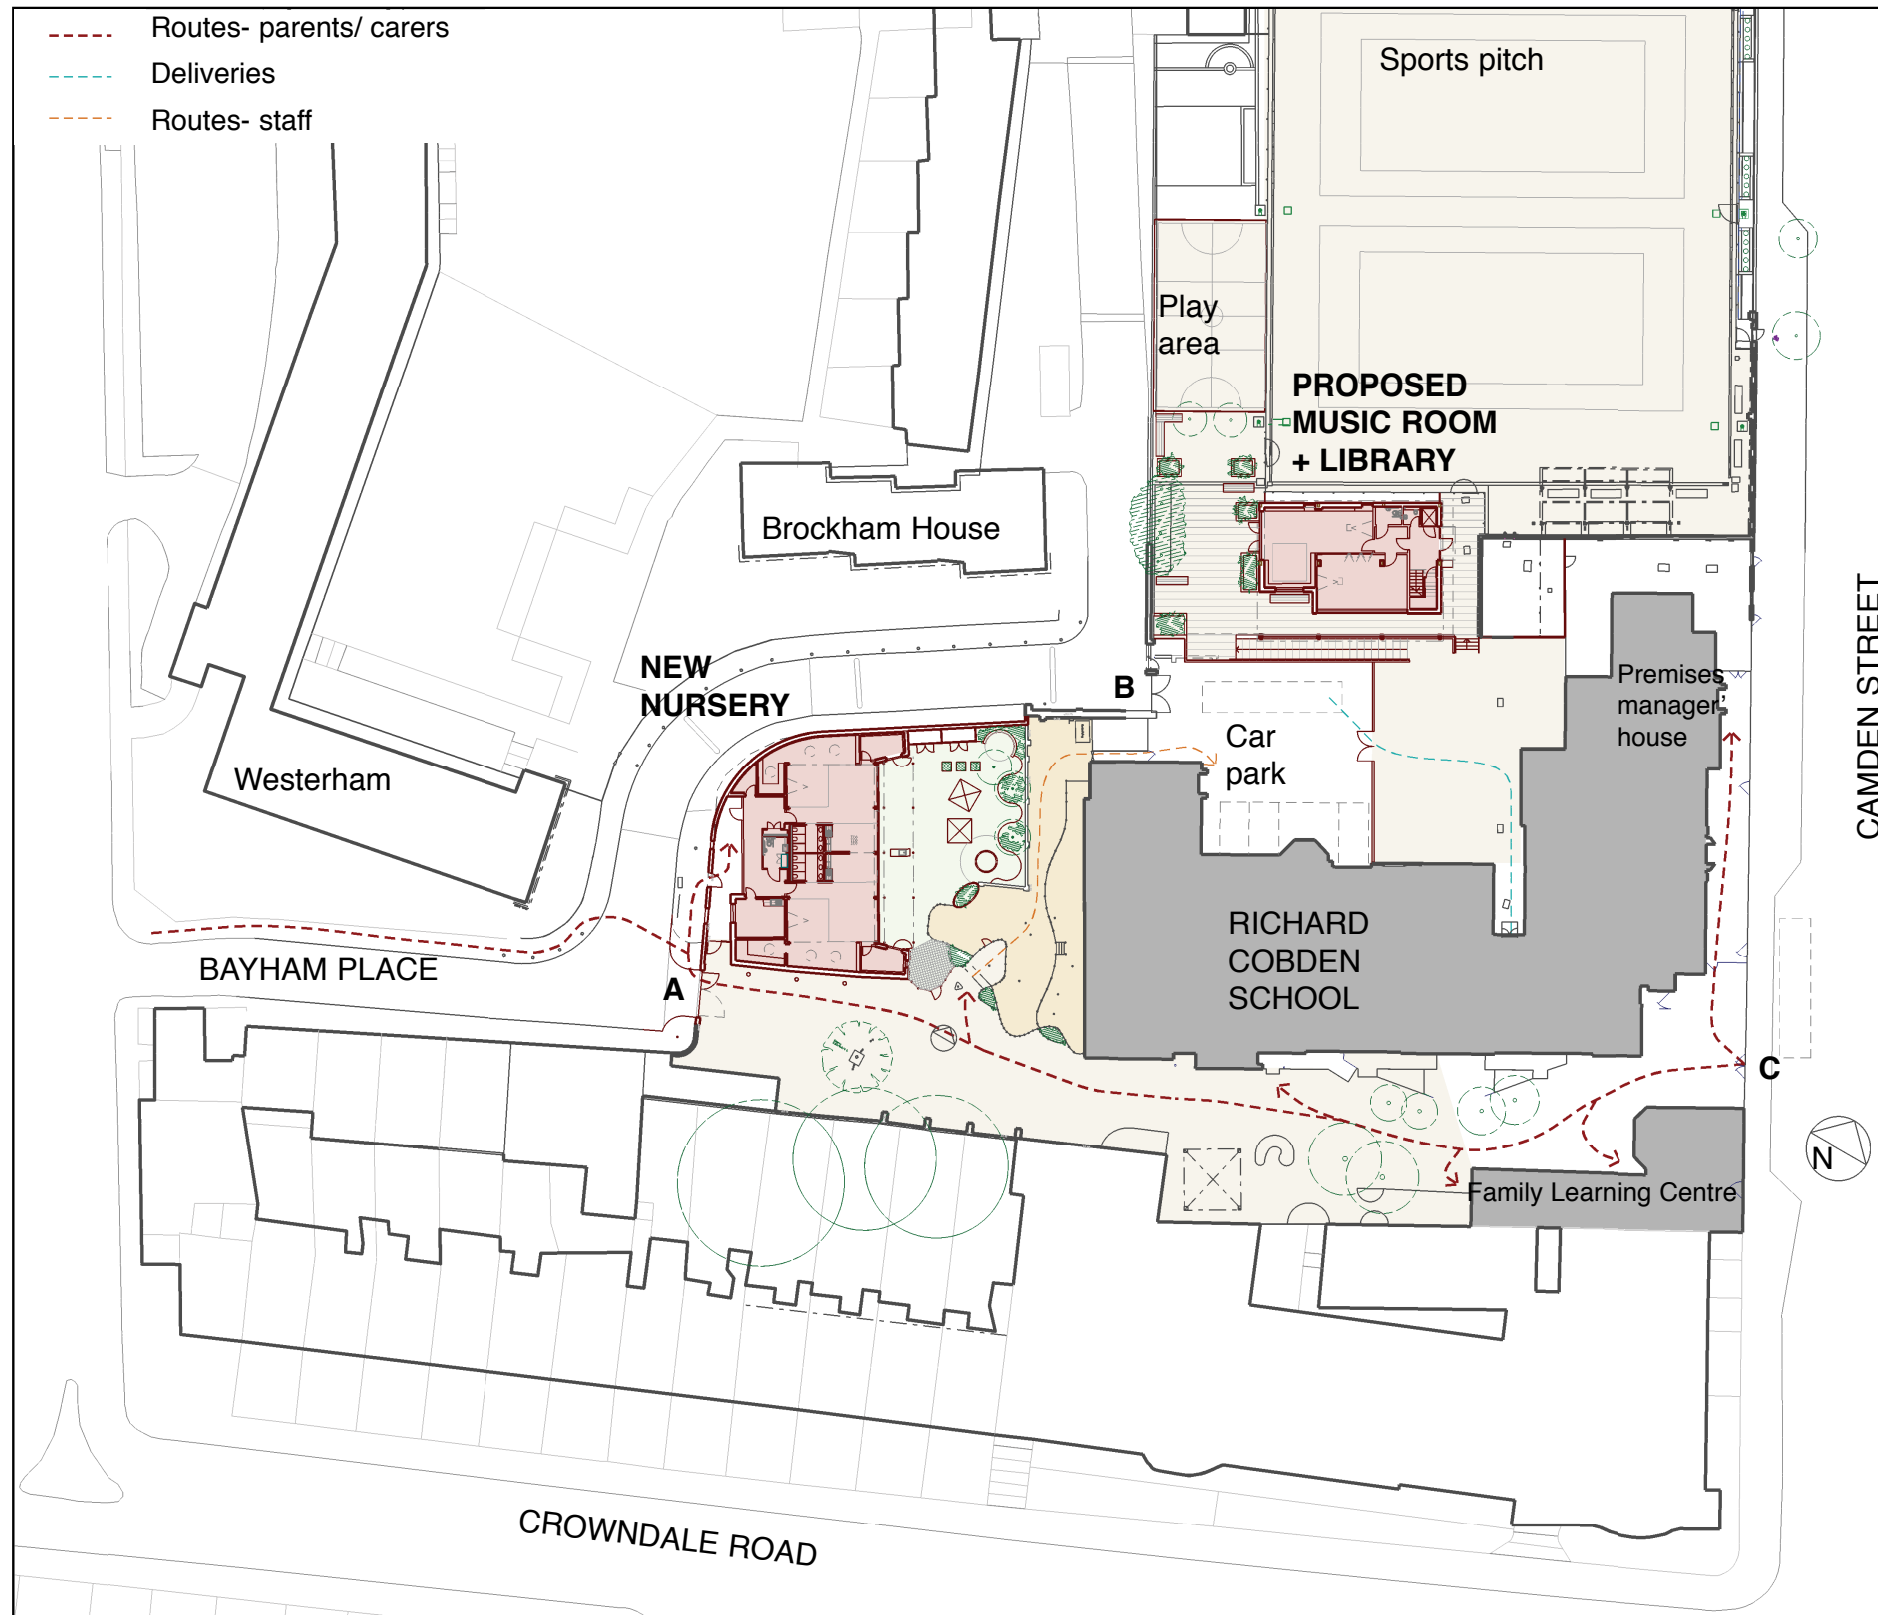 Routes- parents/ carers
Deliveries
Routes- staff
Sports pitch
Play
area
PROPOSED
MUSIC ROOM
+ LIBRARY
Brockham House
NEW
NURSERY
B
Premises
manager
house
CAMDEN STREET
Car
park
Westerham
RICHARD
COBDEN
SCHOOL
BAYHAM PLACE
A
C
N
Family Learning Centre
CROWNDALE ROAD